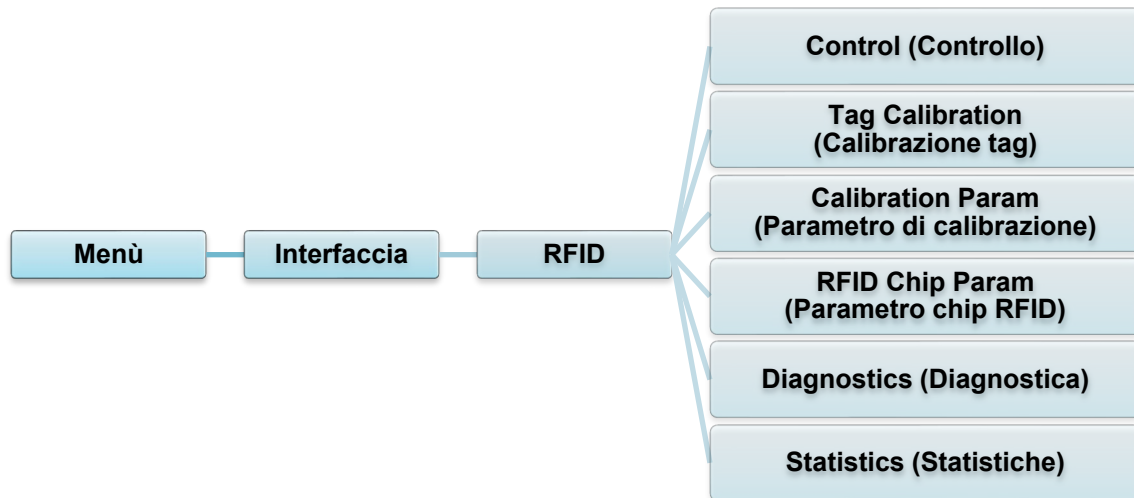 Control (Controllo)
Tag Calibration
(Calibrazione tag)
Calibration Param
(Parametro di calibrazione)
Menù
Interfaccia
RFID
RFID Chip Param
(Parametro chip RFID)
Diagnostics (Diagnostica)
Statistics (Statistiche)